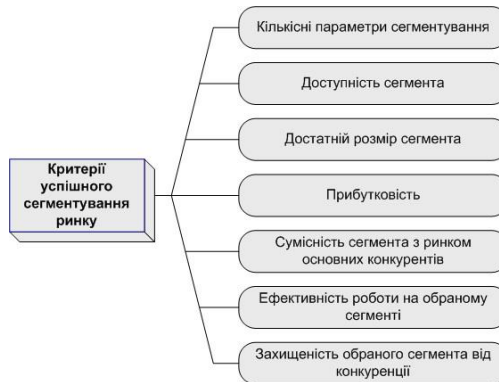 Критерії
успішного
сегментування
ринку
Кількісні параметри сегментування
Доступність сегмента
Достатній розмір сегмента
Прибутковість
Сумісність сегмента з ринком
основних конкурентів
Ефективність роботи на обраному
сегменті
Захищеність обраного сегмента від
конкуренції